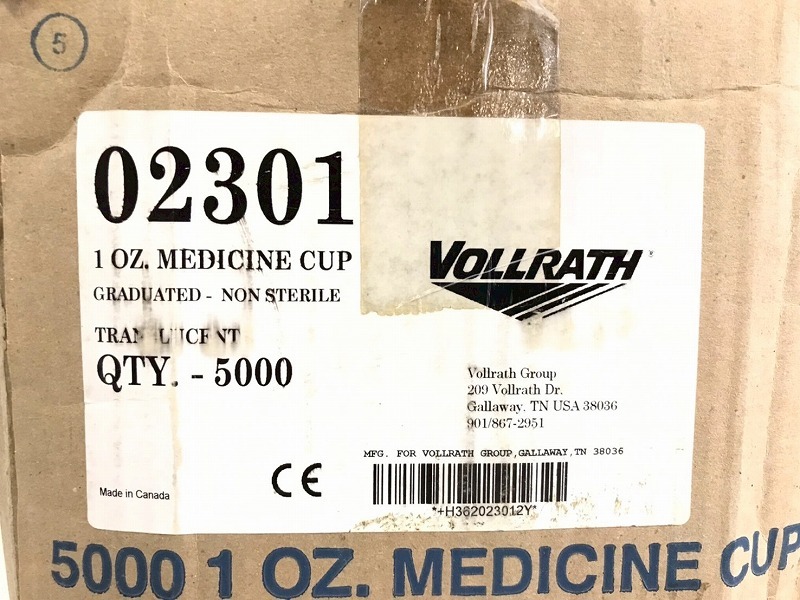 5
02301
1 OZ. MEDICINE CUP
GRADUATED - NON STERILE
TRANSLUCENT
QTY. - 5000
VOLLRATH®
Vollrath Group
209 Vollrath Dr.
Gallaway, TN USA 38036
901/867-2951
MFG. FOR VOLLRATH GROUP,GALLAWAY,TN 38036
Made in Canada
CE
*+H362023012Y*
5000 1 OZ. MEDICINE CUP